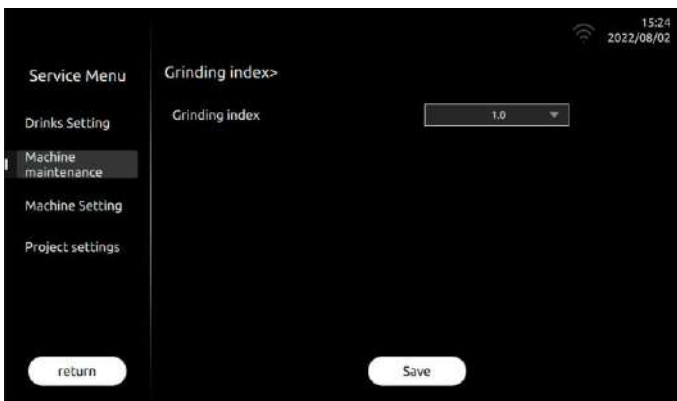 15:24
2022/08/02
Service Menu
Grinding index>
Drinks Setting
Grinding index
1.0
Machine
maintenance
Machine Setting
Project settings
return
Save